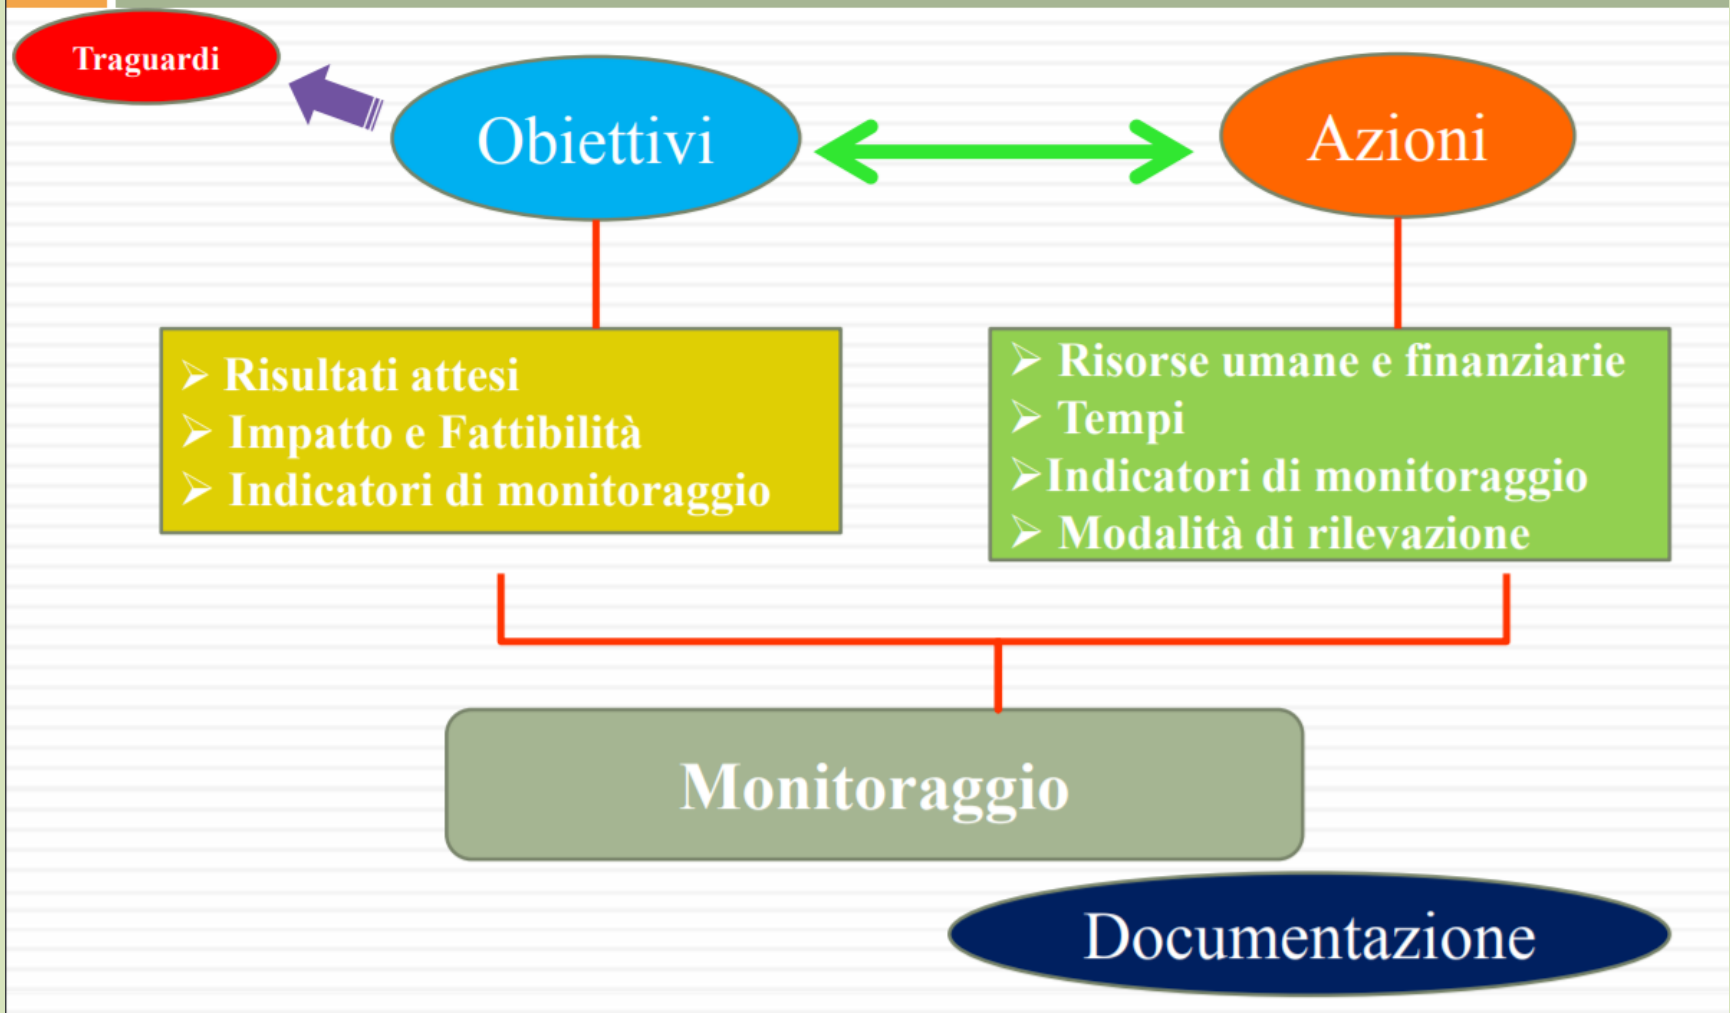 Traguardi
Obiettivi
Azioni
Risultati attesi
Impatto e Fattibilità
Indicatori di monitoraggio
Risorse umane e finanziarie
Tempi
Indicatori di monitoraggio
Modalità di rilevazione
Monitoraggio
Documentazione